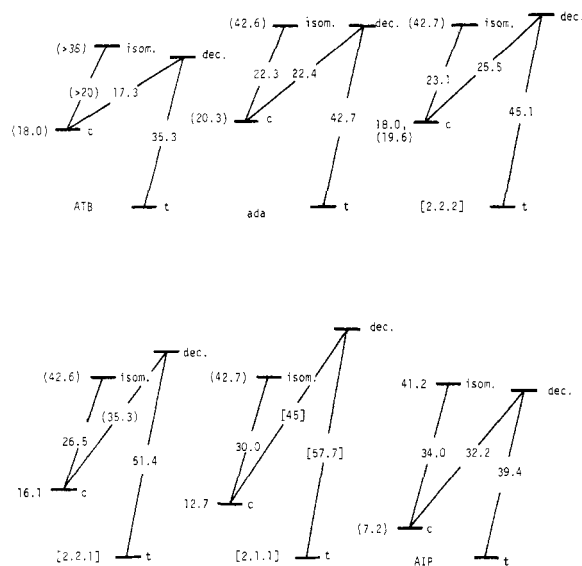 (>36) isom. dec.
(>20) 17.3
(18.0) c 35.3
ATB t
(42.6) isom. dec.
22.3 22.4
(20.3) c 42.7
ada t
(42.7) isom. dec.
23.1 25.5
18.0, c 45.1
(19.6)
[2.2.2] t
(42.6) isom. dec.
26.5 (35.3)
16.1 c 51.4
[2.2.1] t
(42.7) isom. dec.
30.0 [45]
12.7 c [57.7]
[2.1.1] t
41.2 isom. dec.
34.0 32.2
(7.2) c 39.4
AIP t